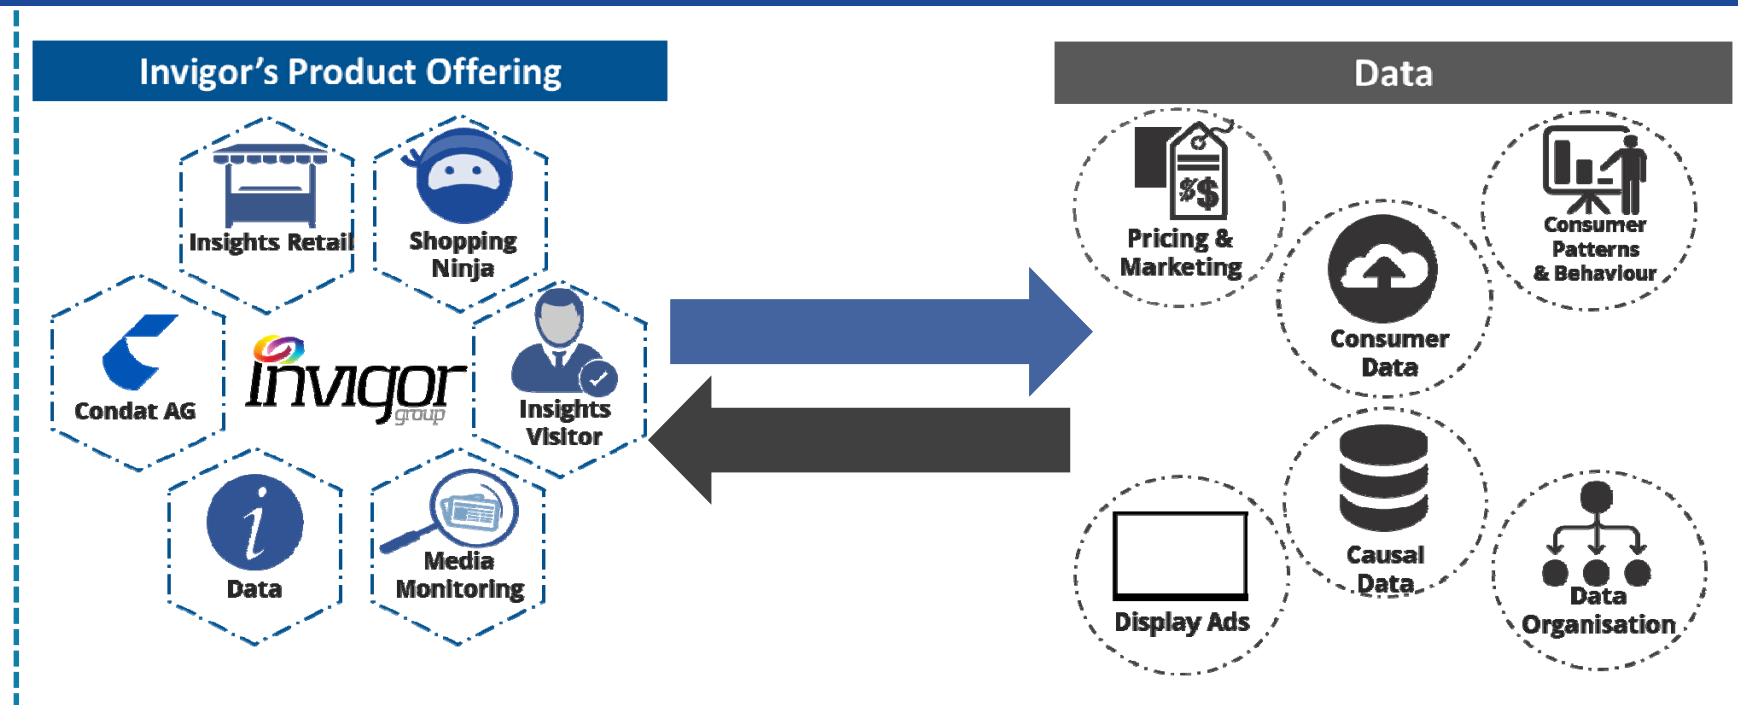 Invigor's Product Offering
Insights Retail
Shopping
Ninja
Condat AG
invigor
group
Insights
Visitor
i
Data
Media
Monitoring
Data
%$
Pricing &
Marketing
Consumer
Patterns
& Behaviour
Consumer
Data
Causal
Data
Display Ads
Data
Organisation